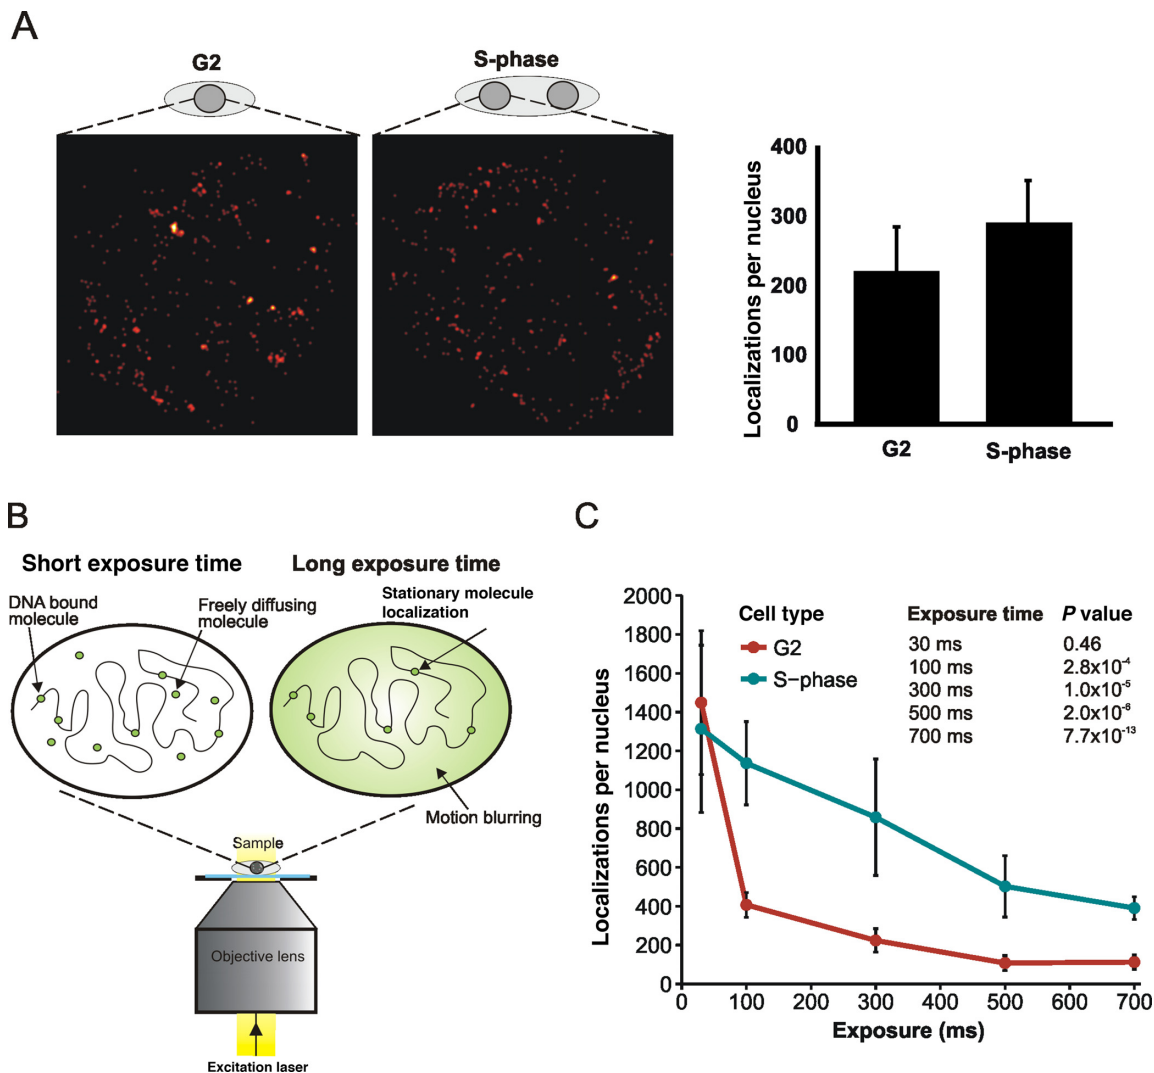 A
G2
S-phase
Localizations per nucleus
400
300
200
100
0
G2
S-phase
B
Short exposure time
Long exposure time
DNA bound
molecule
Freely diffusing
molecule
Stationary molecule
localization
Motion blurring
Sample
Objective lens
Excitation laser
C
Localizations per nucleus
2000
1800
1600
1400
1200
1000
800
600
400
200
0
Cell type
G2
S-phase
Exposure time P value
30 ms 0.46
100 ms 2.8x10⁻⁴
300 ms 1.0x10⁻⁵
500 ms 2.0x10⁻⁶
700 ms 7.7x10⁻¹³
0 100 200 300 400 500 600 700
Exposure (ms)